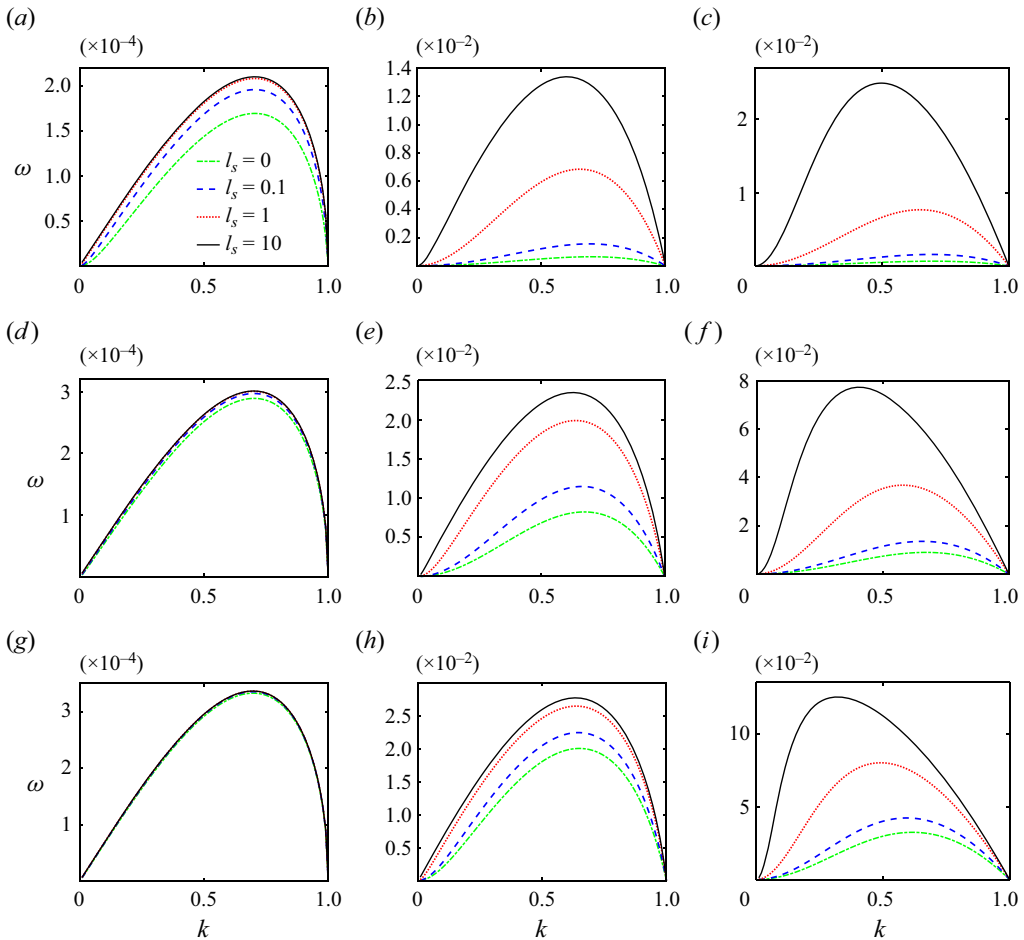 (a) (b) (c)
(×10⁻⁴) (×10⁻²) (×10⁻²)
2.0
1.5
1.0
0.5
ω
l_s = 0
l_s = 0.1
l_s = 1
l_s = 10
0 0.5 1.0
1.4
1.2
1.0
0.8
0.6
0.4
0.2
0 0.5 1.0
2
1
0 0.5 1.0
(d) (e) (f)
(×10⁻⁴) (×10⁻²) (×10⁻²)
3
2
1
ω
0 0.5 1.0
2.5
2.0
1.5
1.0
0.5
0 0.5 1.0
8
6
4
2
0 0.5 1.0
(g) (h) (i)
(×10⁻⁴) (×10⁻²) (×10⁻²)
3
2
1
ω
0 0.5 1.0
k
2.5
2.0
1.5
1.0
0.5
0 0.5 1.0
k
10
5
0 0.5 1.0
k